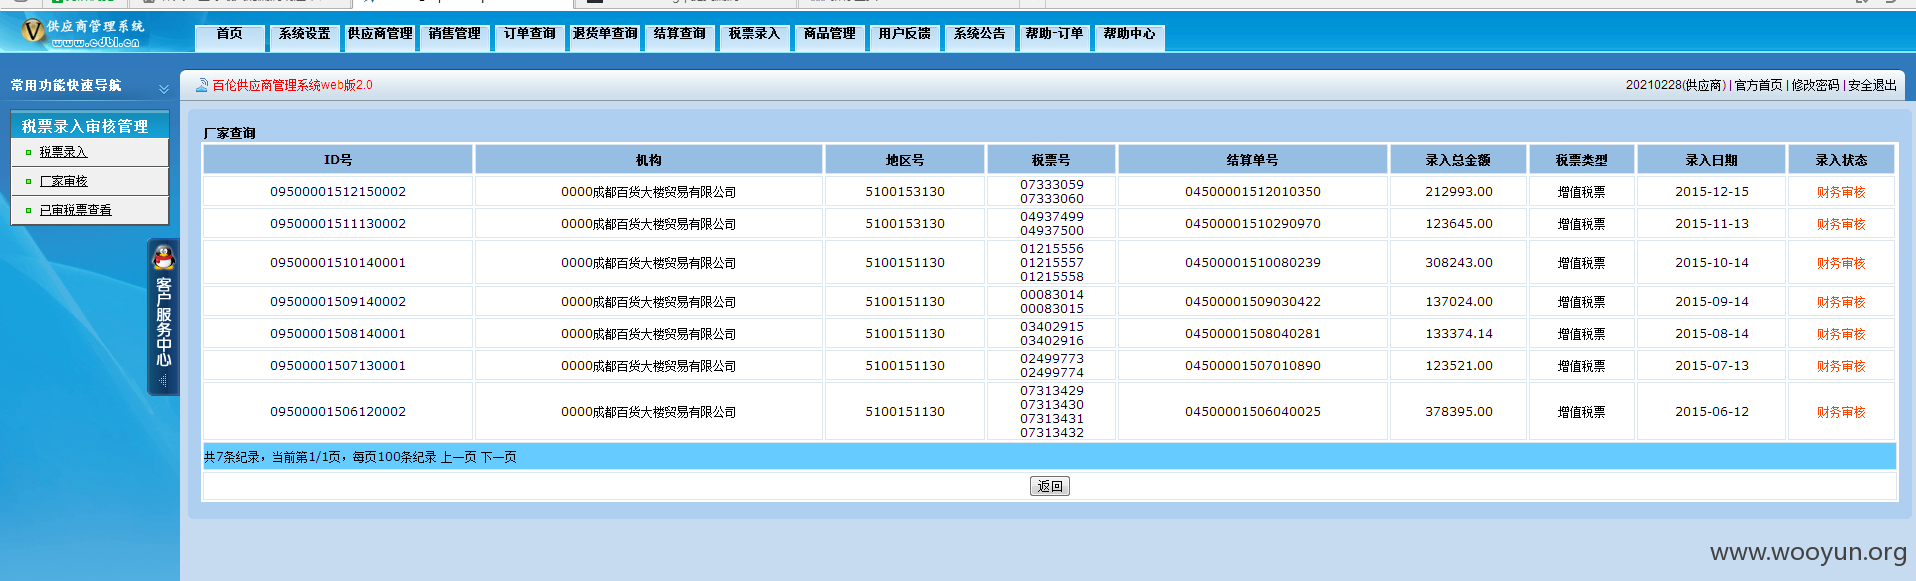 供应商管理系统
www.cdbl.cn
首页 系统设置 供应商管理 销售管理 订单查询 退货单查询 结算查询 税票录入 商品管理 用户反馈 系统公告 帮助-订单 帮助中心
常用功能快速导航
百伦供应商管理系统web版2.0
20210228(供应商) | 官方首页 | 修改密码 | 安全退出
税票录入审核管理
税票录入
厂家审核
已审税票查看
客户服务中心
厂家查询
ID号 机构 地区号 税票号 结算单号 录入总金额 税票类型 录入日期 录入状态
09500001512150002 0000成都百货大楼贸易有限公司 5100153130 07333059 07333060 04500001512010350 212993.00 增值税票 2015-12-15 财务审核
09500001511130002 0000成都百货大楼贸易有限公司 5100153130 04937499 04937500 04500001510290970 123645.00 增值税票 2015-11-13 财务审核
09500001510140001 0000成都百货大楼贸易有限公司 5100151130 01215556 01215557 01215558 04500001510080239 308243.00 增值税票 2015-10-14 财务审核
09500001509140002 0000成都百货大楼贸易有限公司 5100151130 00083014 00083015 04500001509030422 137024.00 增值税票 2015-09-14 财务审核
09500001508140001 0000成都百货大楼贸易有限公司 5100151130 03402915 03402916 04500001508040281 133374.14 增值税票 2015-08-14 财务审核
09500001507130001 0000成都百货大楼贸易有限公司 5100151130 02499773 02499774 04500001507010890 123521.00 增值税票 2015-07-13 财务审核
09500001506120002 0000成都百货大楼贸易有限公司 5100151130 07313429 07313430 07313431 07313432 04500001506040025 378395.00 增值税票 2015-06-12 财务审核
共7条纪录，当前第1/1页，每页100条纪录 上一页 下一页
返回
www.wooyun.org